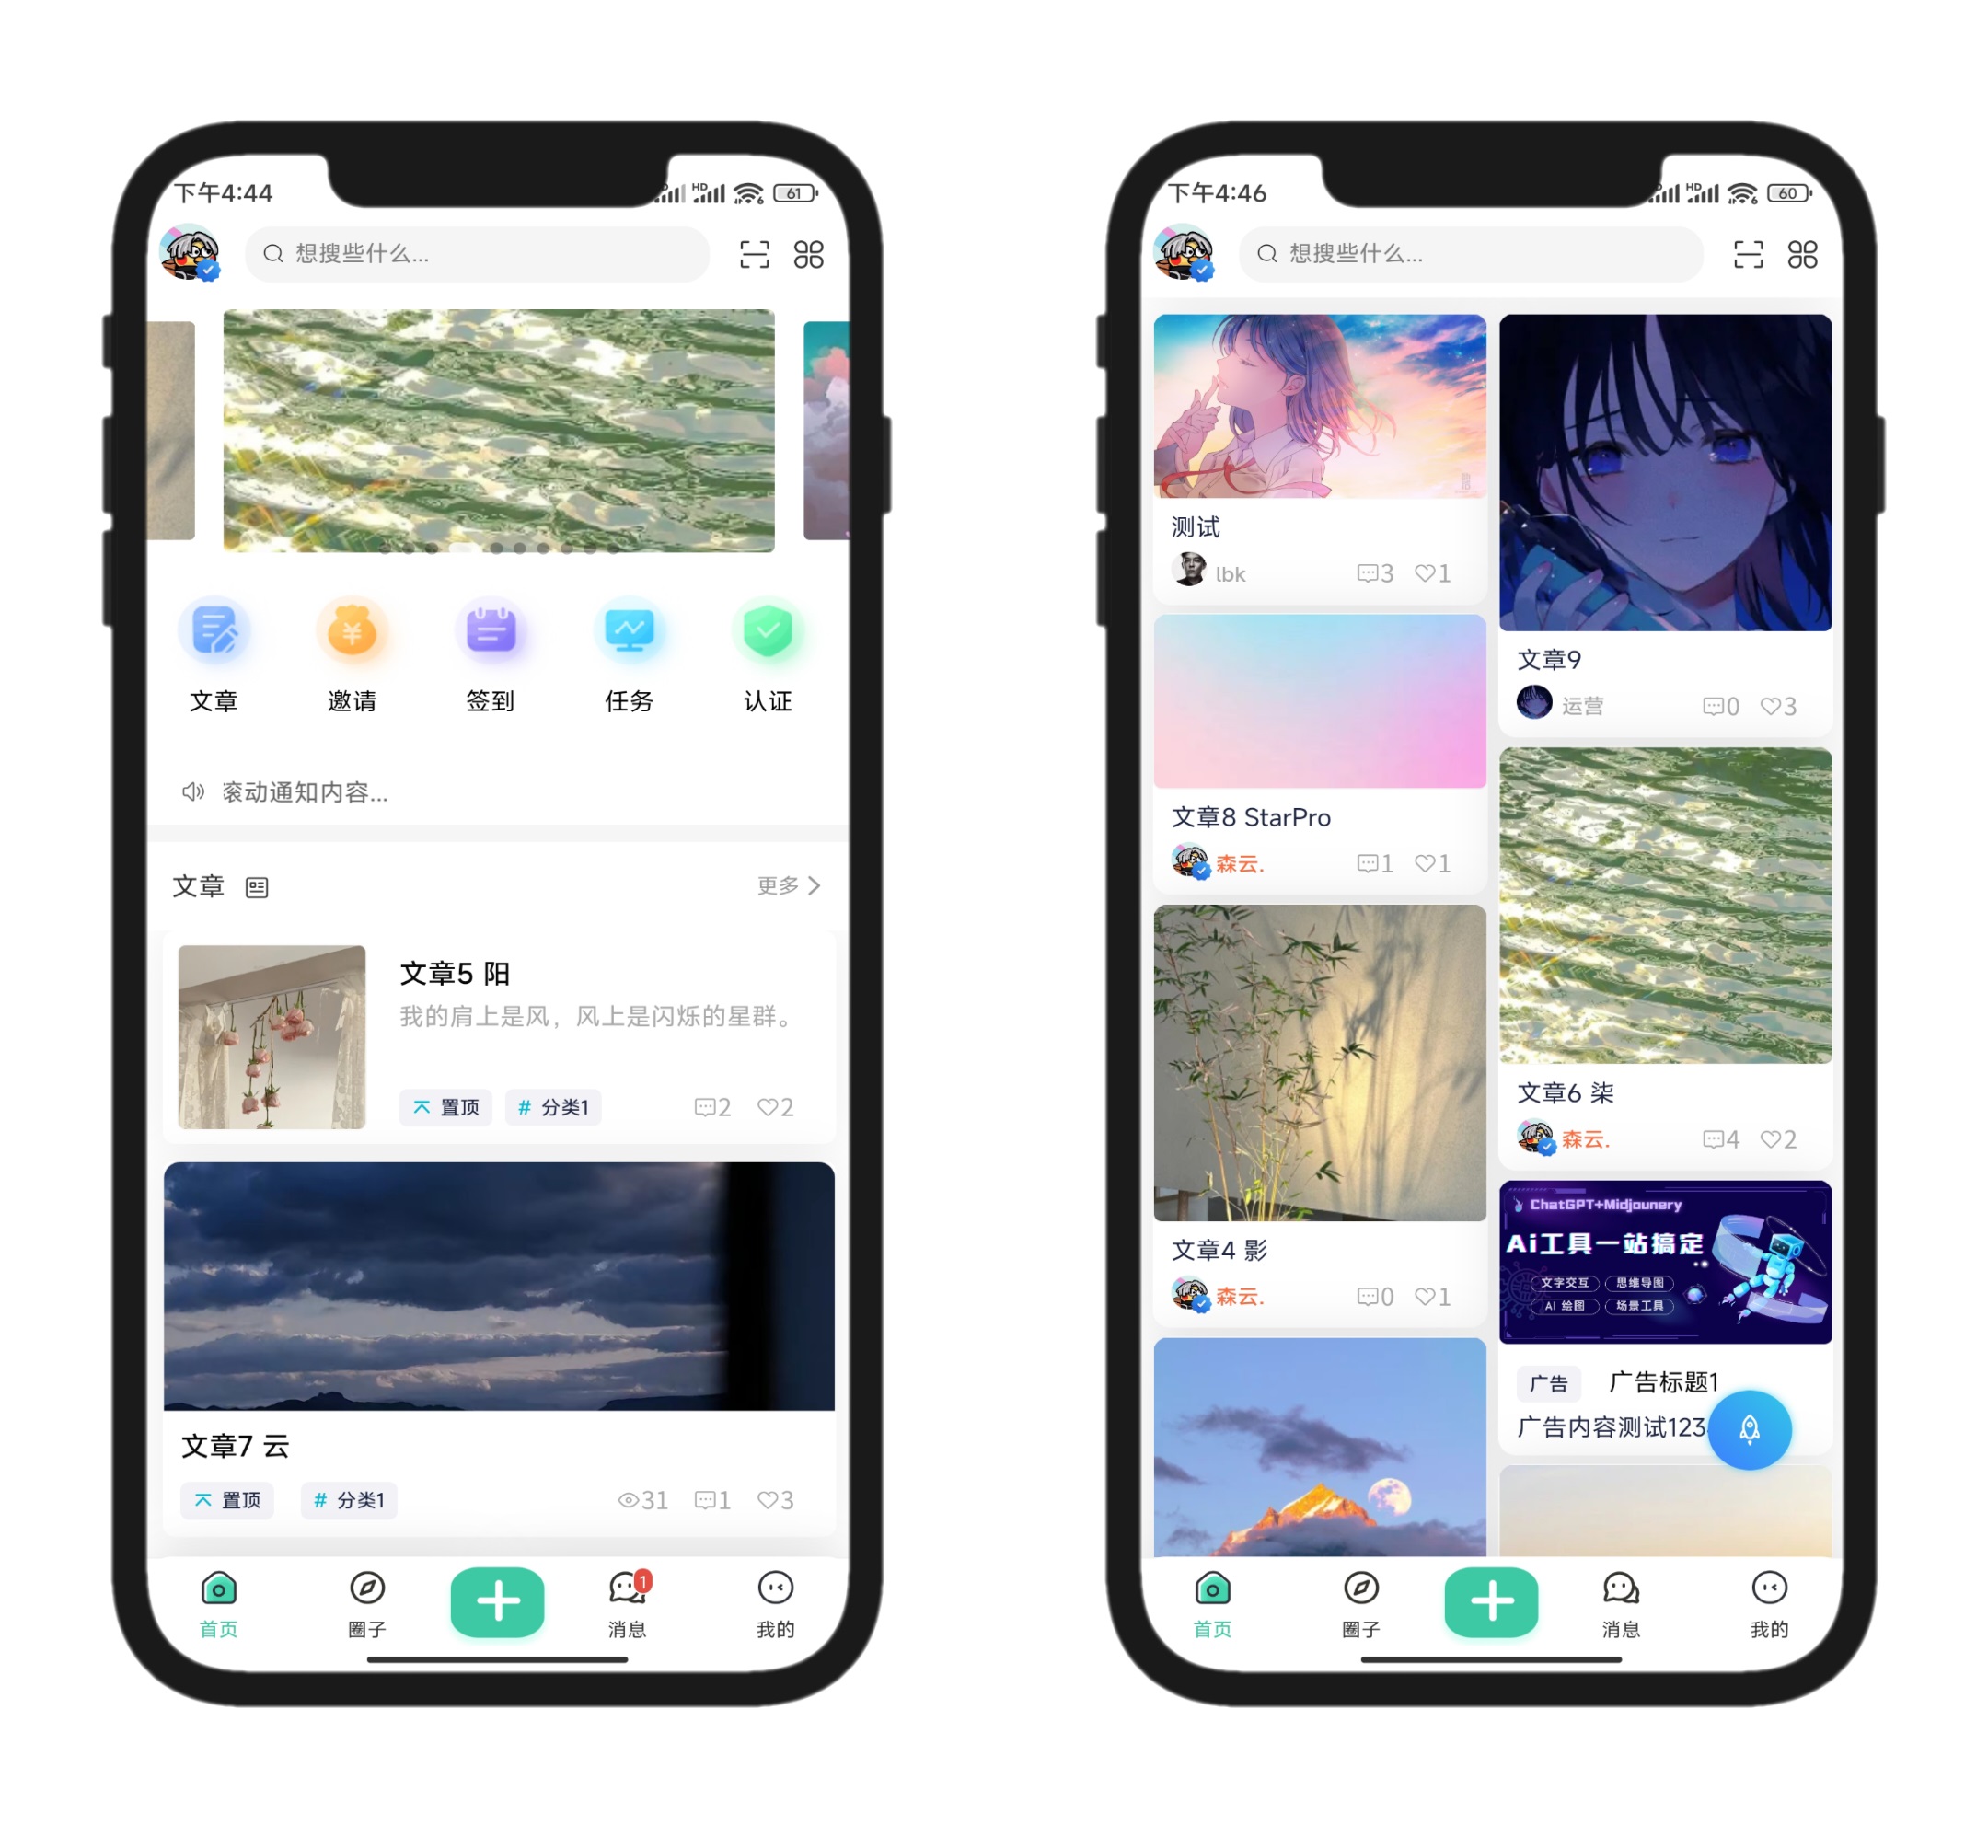 下午4:44
HD
61
想搜些什么...
文章
邀请
签到
任务
认证
滚动通知内容...
文章
更多
文章5 阳
我的肩上是风，风上是闪烁的星群。
置顶
# 分类1
2
2
文章7 云
置顶
# 分类1
31
1
3
首页
圈子
1
消息
我的
下午4:46
HD
60
想搜些什么...
测试
lbk
3
1
文章8 StarPro
森云.
1
1
文章4 影
森云.
0
1
文章9
运营
0
3
文章6 柒
森云.
4
2
ChatGPT+Midjounery
Ai工具一站搞定
文字交互
思维导图
AI 绘图
场景工具
广告
广告标题1
广告内容测试123
首页
圈子
消息
我的